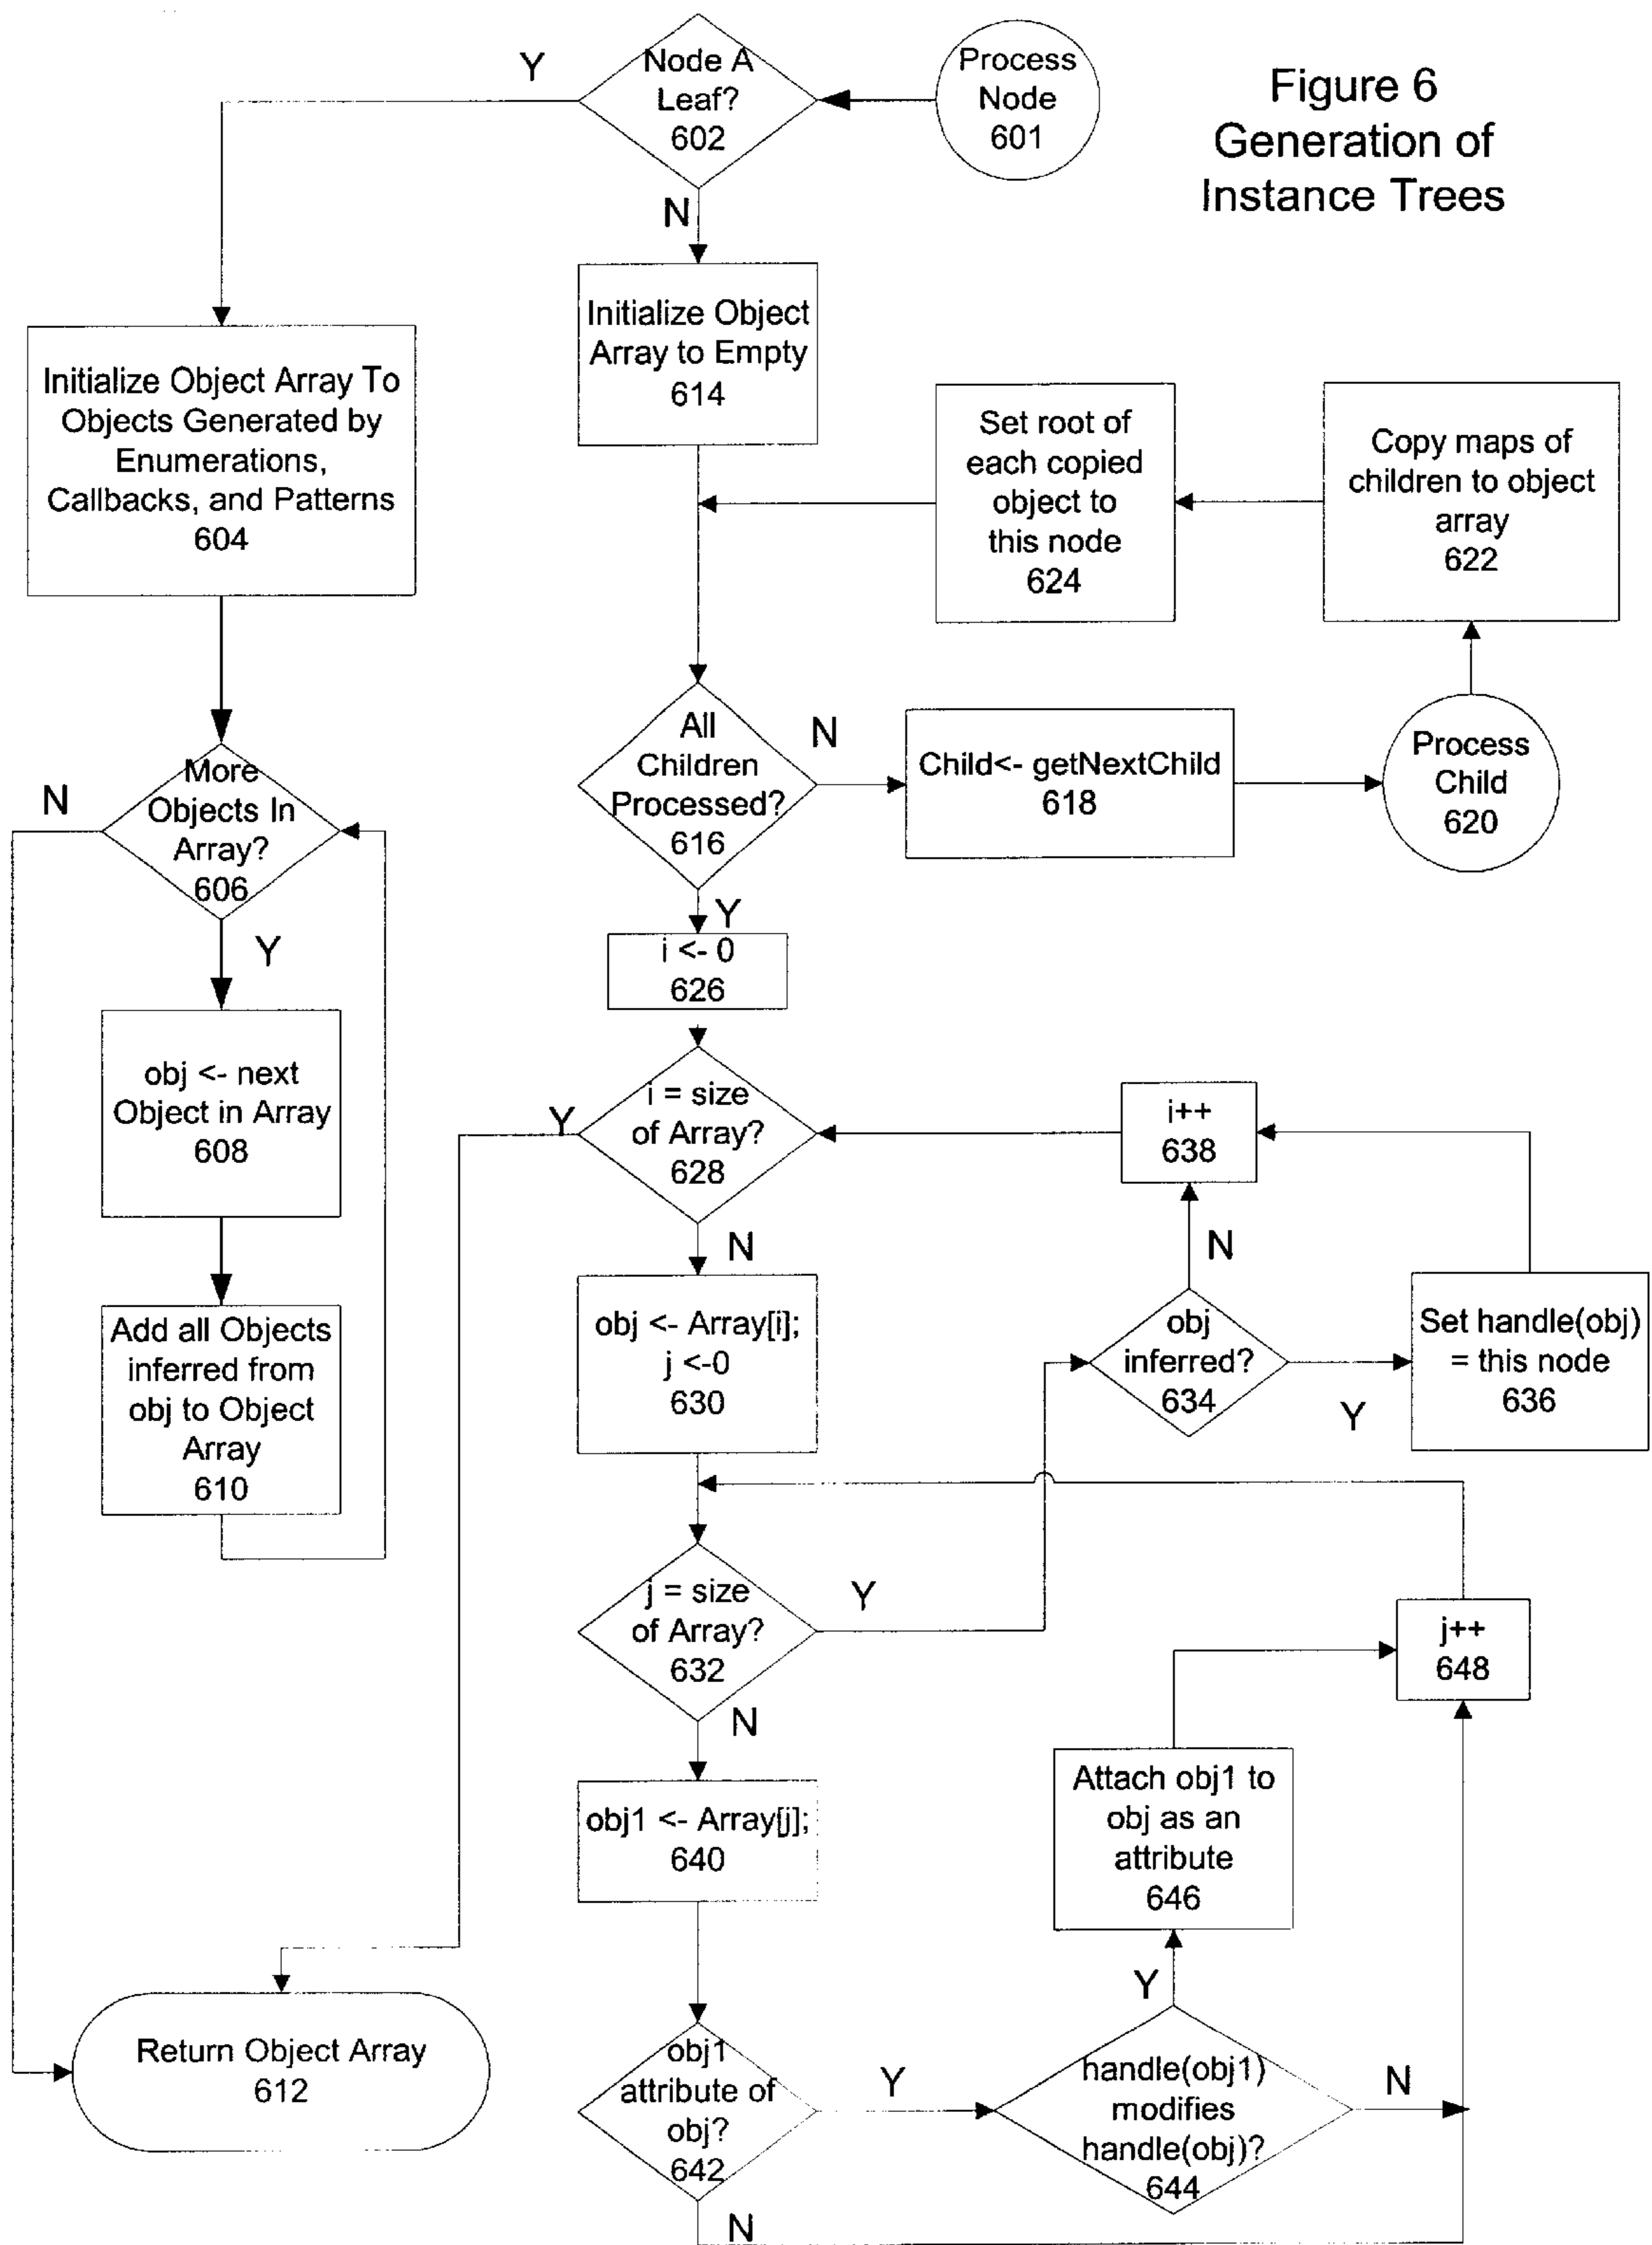 Figure 6
Generation of
Instance Trees
Process
Node
601
Node A
Leaf?
602
Y
N
Initialize Object Array To
Objects Generated by
Enumerations,
Callbacks, and Patterns
604
More
Objects In
Array?
606
N
Y
obj <- next
Object in Array
608
Add all Objects
inferred from
obj to Object
Array
610
Return Object Array
612
Initialize Object
Array to Empty
614
All
Children
Processed?
616
N
Y
Child<- getNextChild
618
Process
Child
620
Copy maps of
children to object
array
622
Set root of
each copied
object to
this node
624
i <- 0
626
i = size
of Array?
628
Y
N
obj <- Array[i];
j <-0
630
j = size
of Array?
632
Y
N
obj
inferred?
634
N
Y
Set handle(obj)
= this node
636
i++
638
obj1 <- Array[j];
640
obj1
attribute of
obj?
642
Y
N
handle(obj1)
modifies
handle(obj)?
644
Y
N
Attach obj1 to
obj as an
attribute
646
j++
648